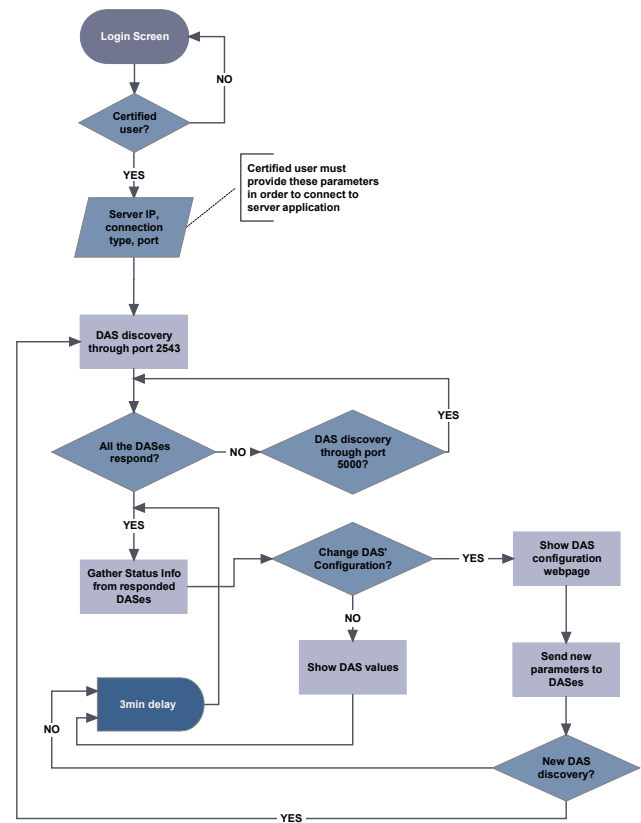 Login Screen
NO
Certified
user?
YES
Certified user must
provide these parameters
in order to connect to
server application
Server IP,
connection
type, port
DAS discovery
through port 2543
YES
All the DASes
respond?
NO
DAS discovery
through port
5000?
YES
Gather Status Info
from responded
DASes
Change DAS'
Configuration?
YES
Show DAS
configuration
webpage
NO
Show DAS values
Send new
parameters to
DASes
3min delay
NO
New DAS
discovery?
YES